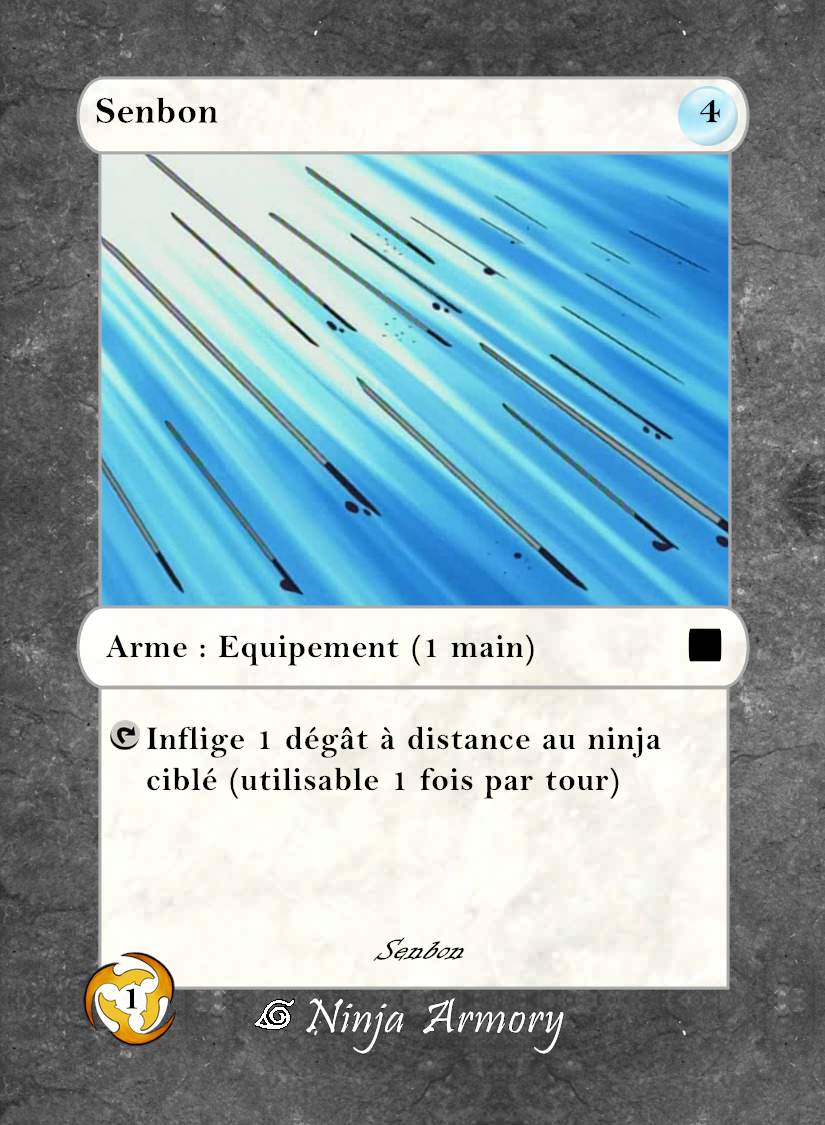 Senbon
4
Arme : Equipement (1 main)
Inflige 1 dégât à distance au ninja
ciblé (utilisable 1 fois par tour)
Senbon
1
Ninja Armory